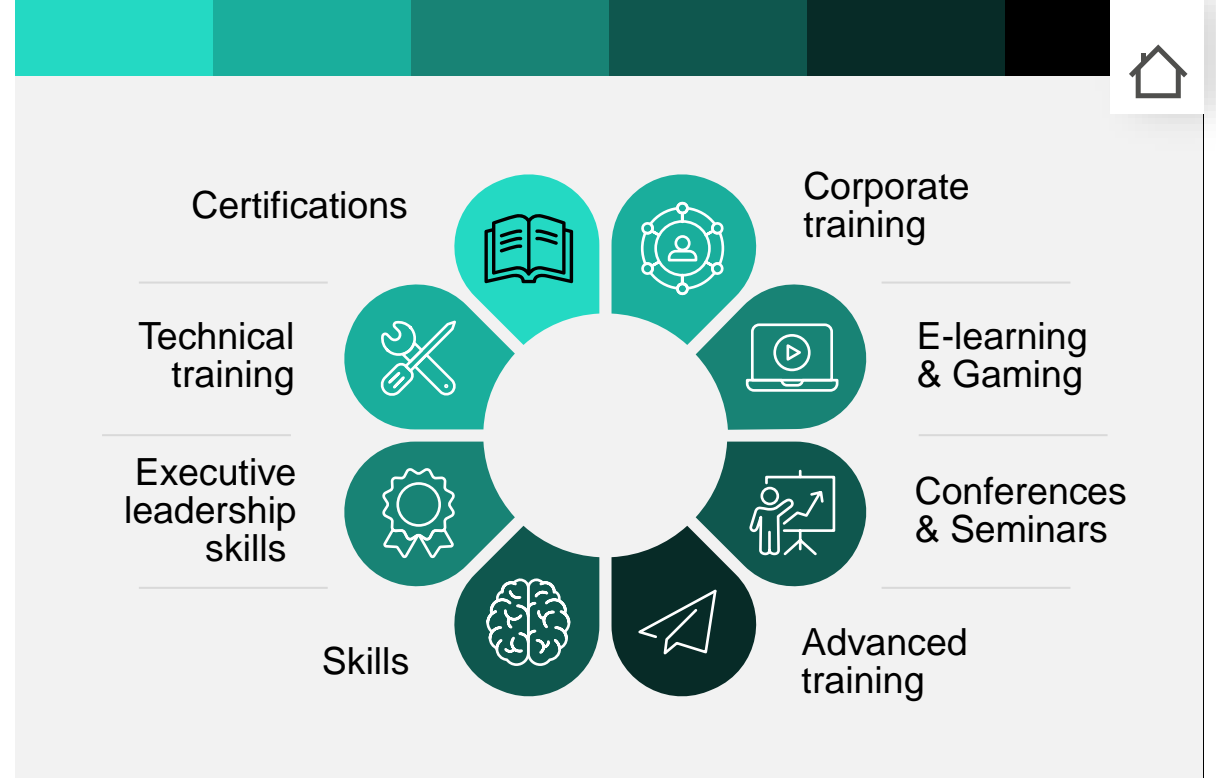 Certifications
Corporate
training
Technical
training
E-learning
& Gaming
Executive
leadership
skills
Conferences
& Seminars
Skills
Advanced
training